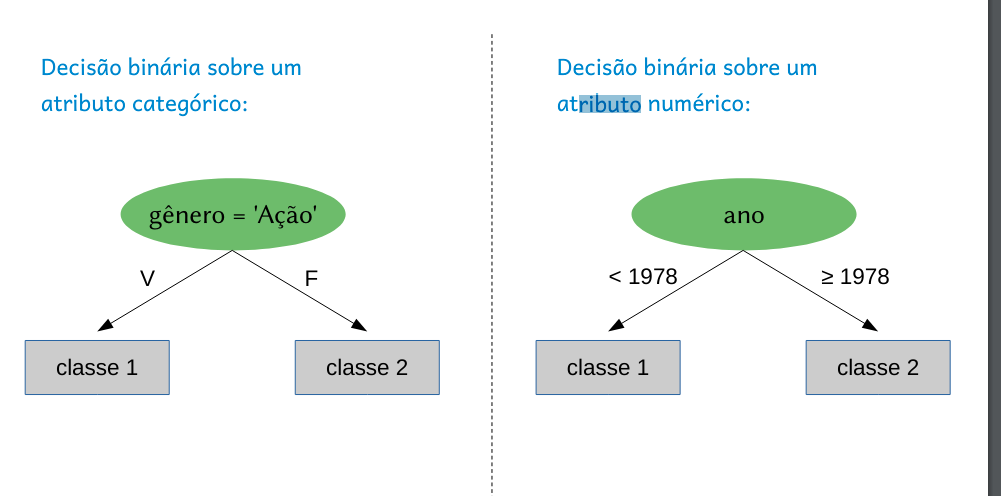 Decisão binária sobre um
atributo categórico:
gênero = 'Ação'
V
F
classe 1
classe 2
Decisão binária sobre um
atributo numérico:
ano
< 1978
≥ 1978
classe 1
classe 2